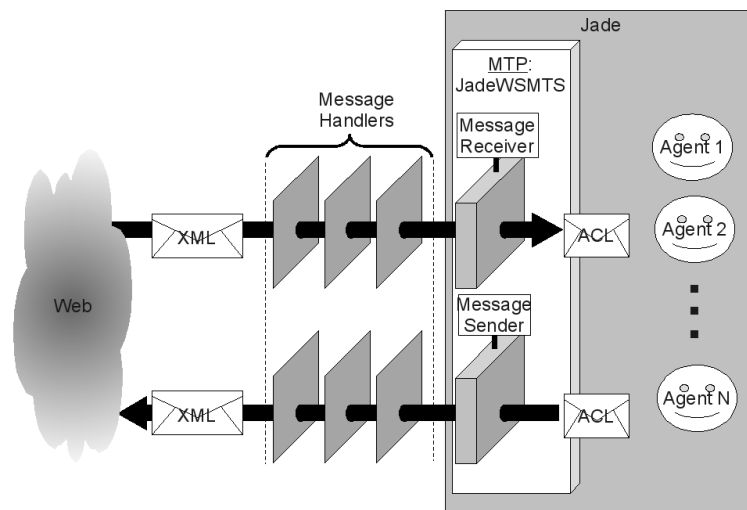 Jade
MTP:
JadeWSMTS
Message
Handlers
Message
Receiver
Agent 1
XML
ACL
Agent 2
Web
Message
Sender
XML
ACL
Agent N